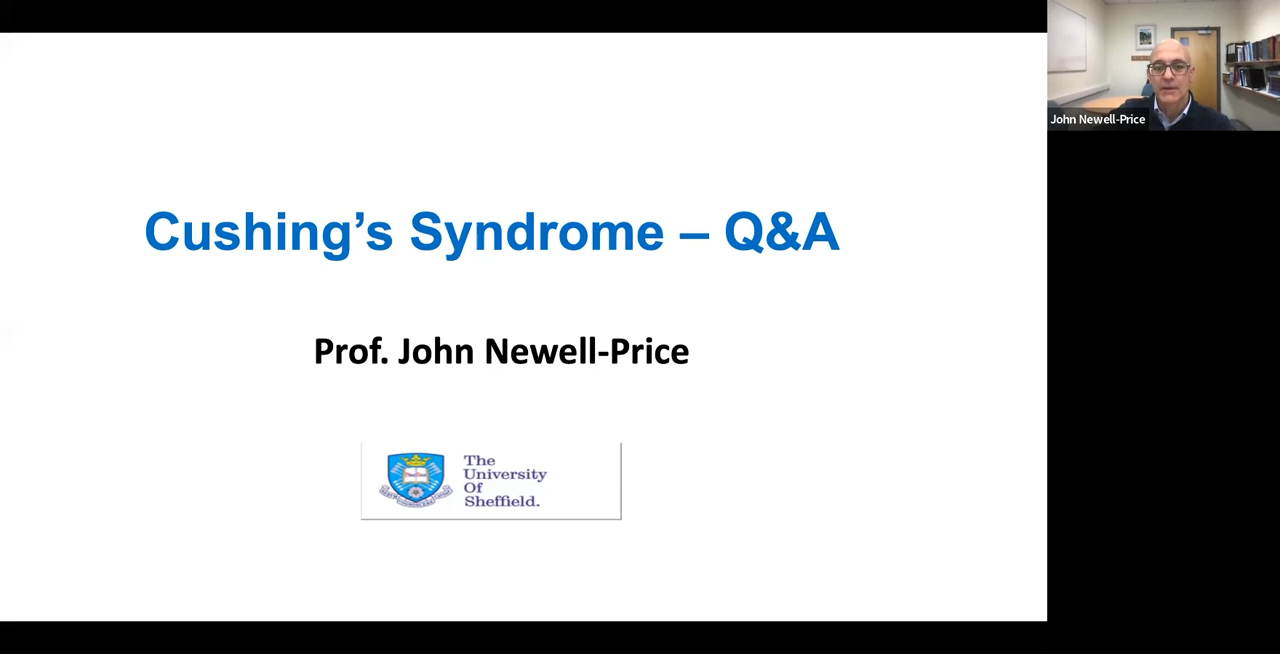 Cushing's Syndrome – Q&A
Prof. John Newell-Price
The
University
Of
Sheffield.
John Newell-Price